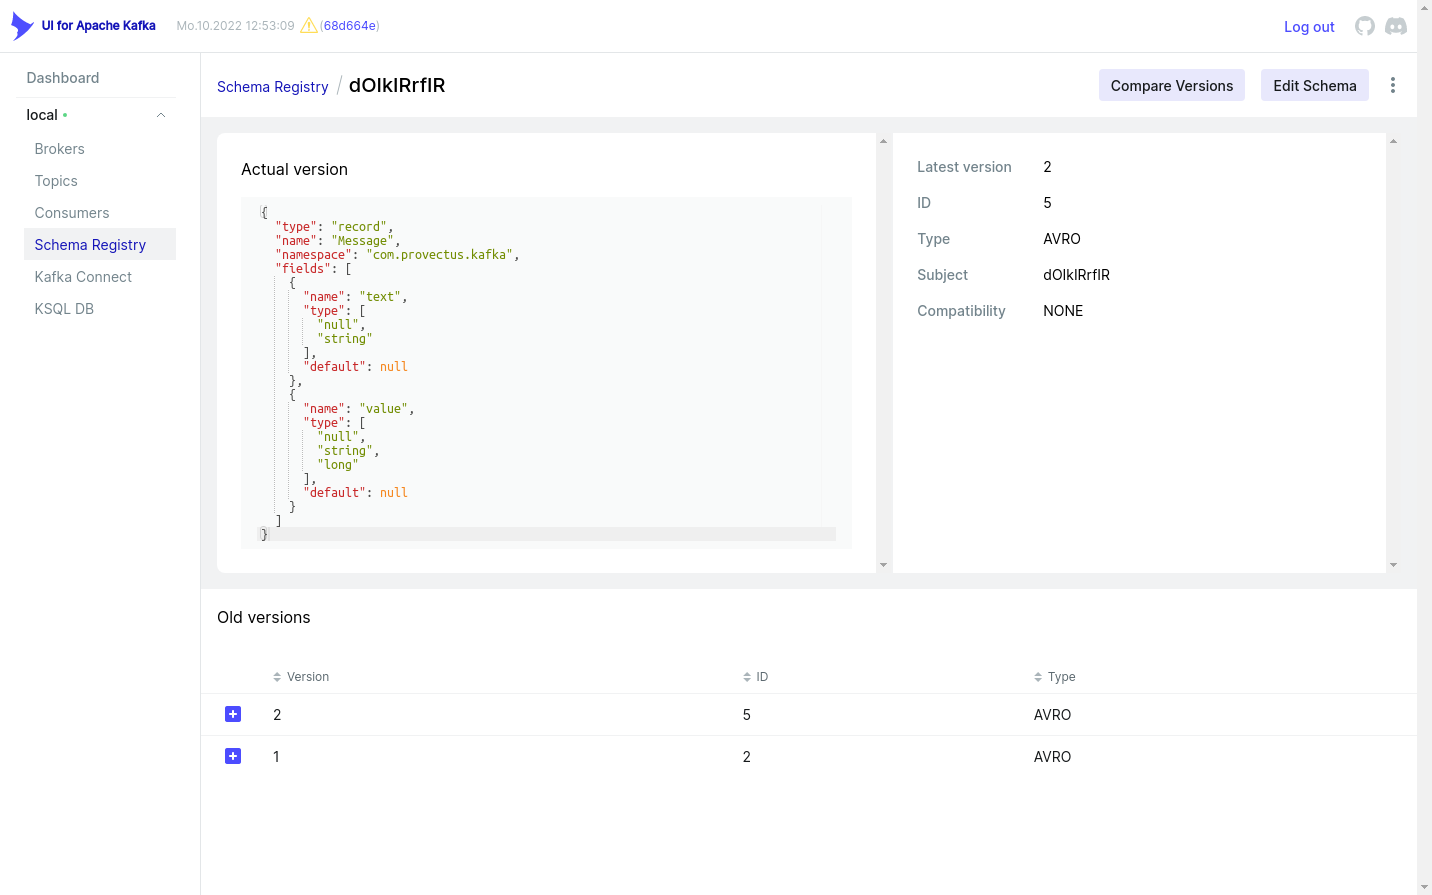 UI for Apache Kafka Mo.10.2022 12:53:09 (68d664e) Log out
Dashboard
local
Brokers
Topics
Consumers
Schema Registry
Kafka Connect
KSQL DB
Schema Registry / dOlkIRrflR
Compare Versions Edit Schema
Actual version
{
"type": "record",
"name": "Message",
"namespace": "com.provectus.kafka",
"fields": [
{
"name": "text",
"type": [
"null",
"string"
],
"default": null
},
{
"name": "value",
"type": [
"null",
"string",
"long"
],
"default": null
}
]
}
Latest version 2
ID 5
Type AVRO
Subject dOlkIRrflR
Compatibility NONE
Old versions
Version ID Type
2 5 AVRO
1 2 AVRO